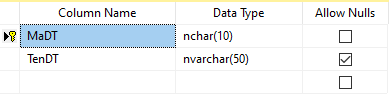 Column Name Data Type Allow Nulls
MaDT nchar(10)
TenDT nvarchar(50)